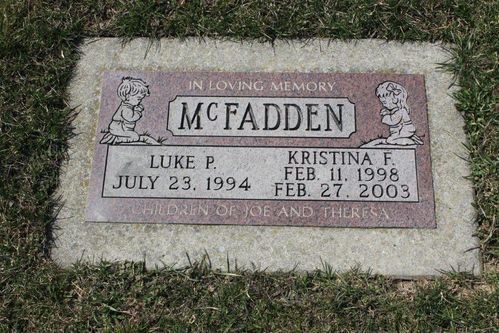 IN LOVING MEMORY
McFADDEN
LUKE P.
JULY 23, 1994
KRISTINA F.
FEB. 11, 1998
FEB. 27, 2003
CHILDREN OF JOE AND THERESA